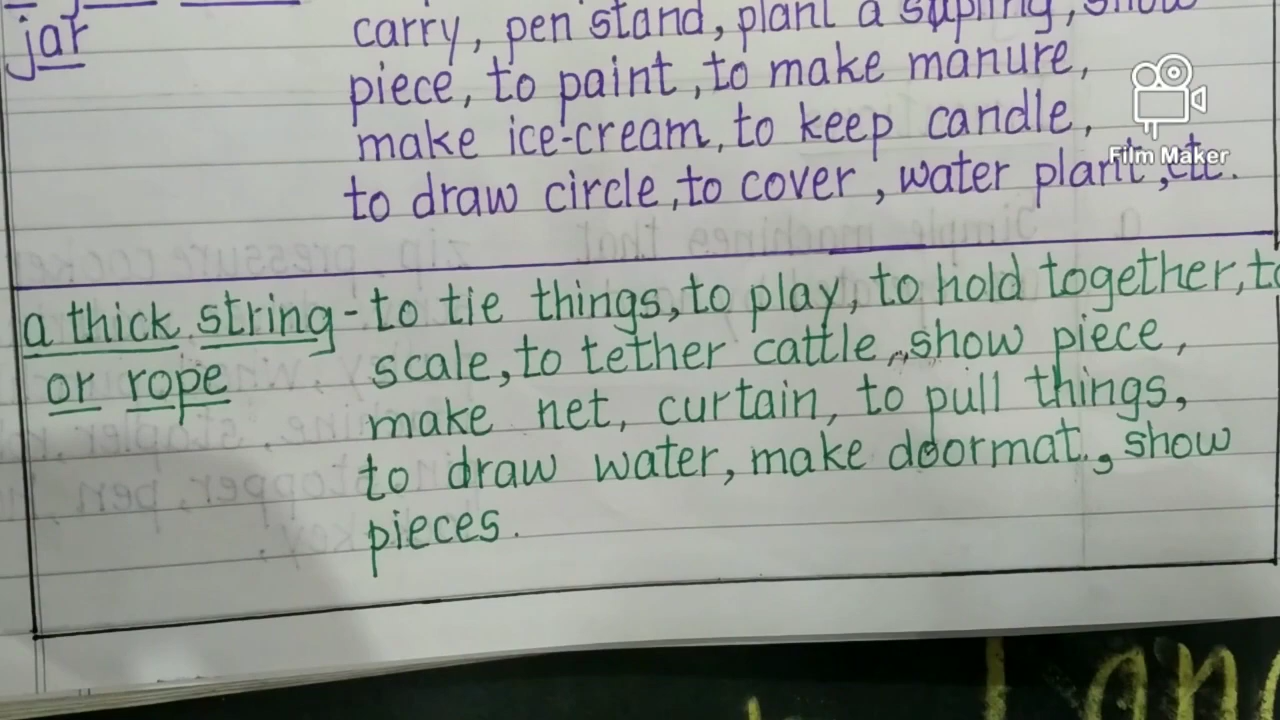 jar
carry, pen stand, plant a sapling, show
piece, to paint, to make manure,
make ice-cream, to keep candle,
to draw circle, to cover, water plant, etc.
Film Maker
a thick string - to tie things, to play, to hold together, to
or rope scale, to tether cattle, show piece,
make net, curtain, to pull things,
to draw water, make doormat, show
pieces.